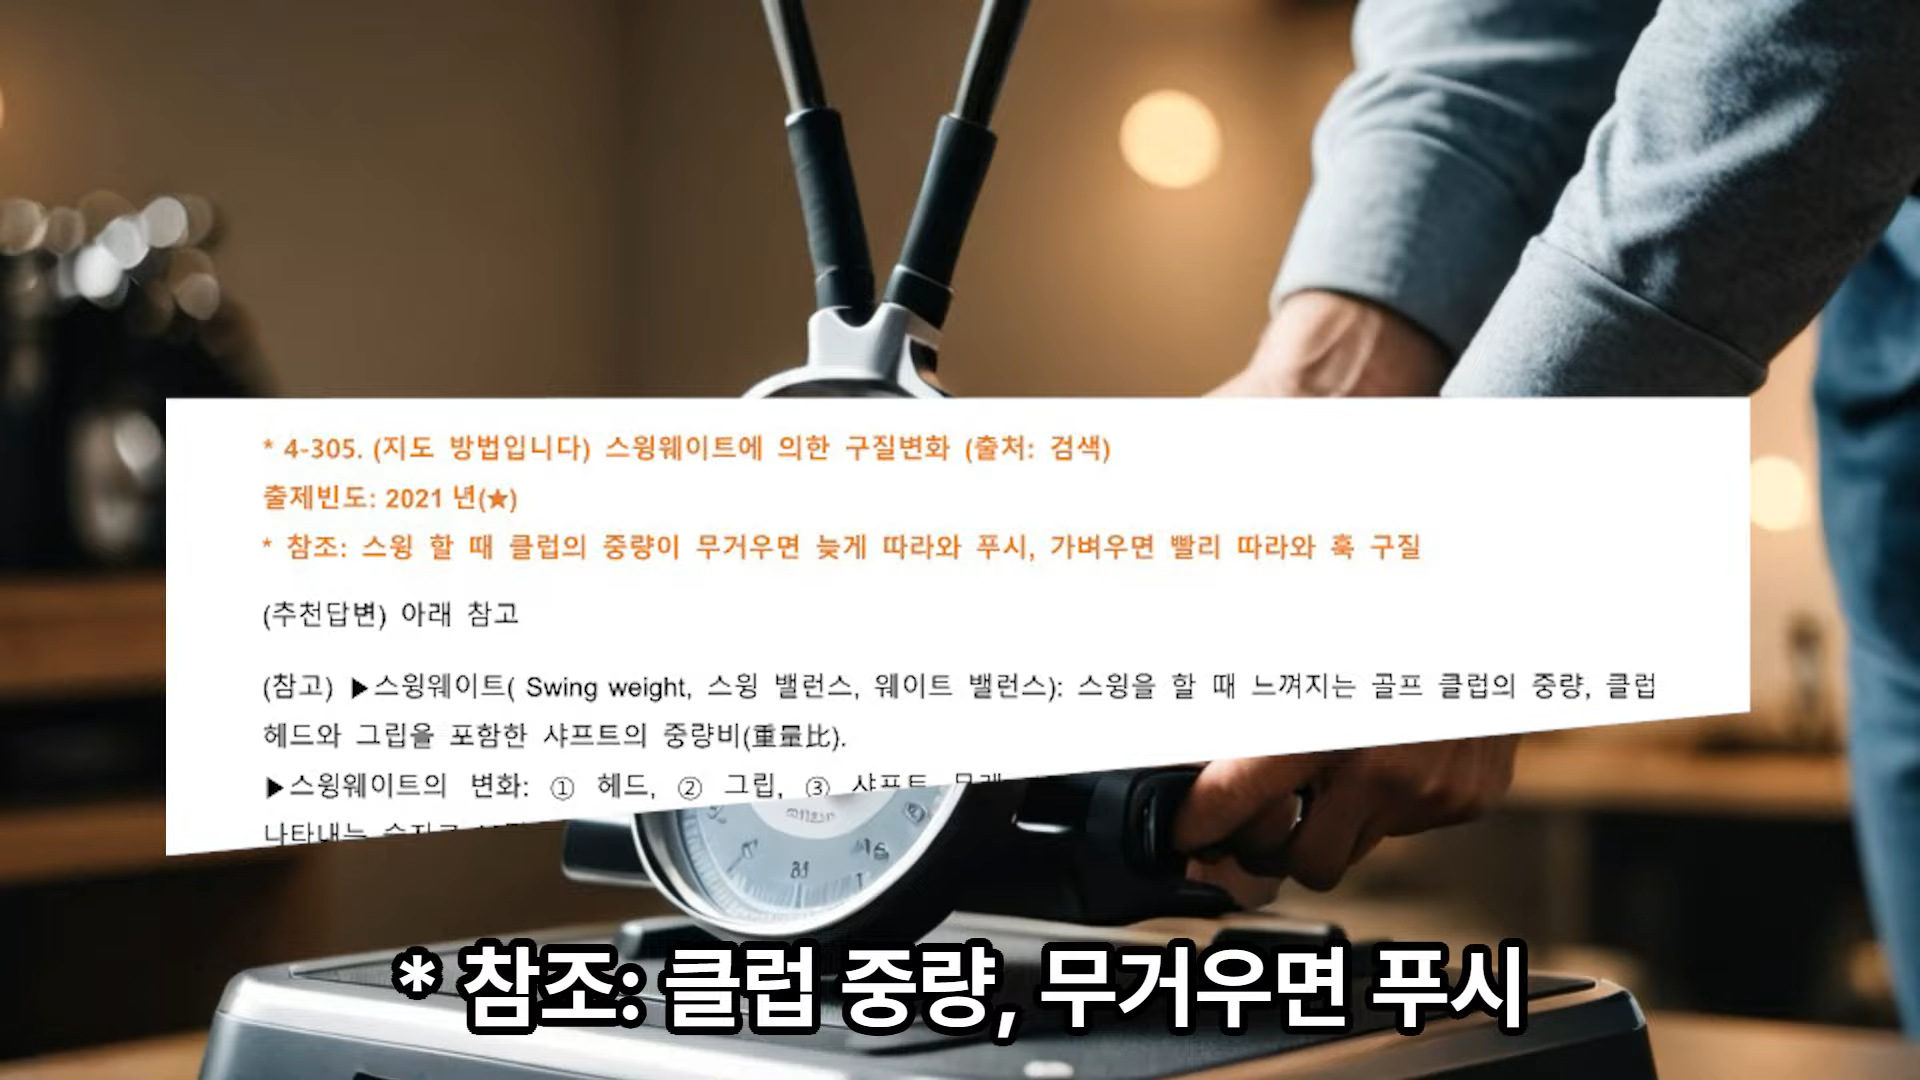 * 4-305. (지도 방법입니다) 스윙웨이트에 의한 구질변화 (출처: 검색)
출제빈도: 2021 년(★)
* 참조: 스윙 할 때 클럽의 중량이 무거우면 늦게 따라와 푸시, 가벼우면 빨리 따라와 훅 구질
(추천답변) 아래 참고
(참고) ▶스윙웨이트( Swing weight, 스윙 밸런스, 웨이트 밸런스): 스윙을 할 때 느껴지는 골프 클럽의 중량, 클럽
헤드와 그립을 포함한 샤프트의 중량비(重量比).
▶스윙웨이트의 변화: ① 헤드, ② 그립, ③ 샤프트
나타내는
* 참조: 클럽 중량, 무거우면 푸시